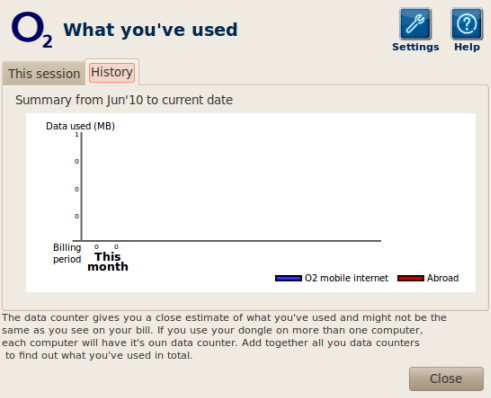 O2 What you've used
Settings Help
This session History
Summary from Jun'10 to current date
Data used (MB)
1
0
0
0
Billing period
0 0
This month
O2 mobile internet Abroad
The data counter gives you a close estimate of what you've used and might not be the
same as you see on your bill. If you use your dongle on more than one computer,
each computer will have it's oun data counter. Add together all you data counters
to find out what you've used in total.
Close